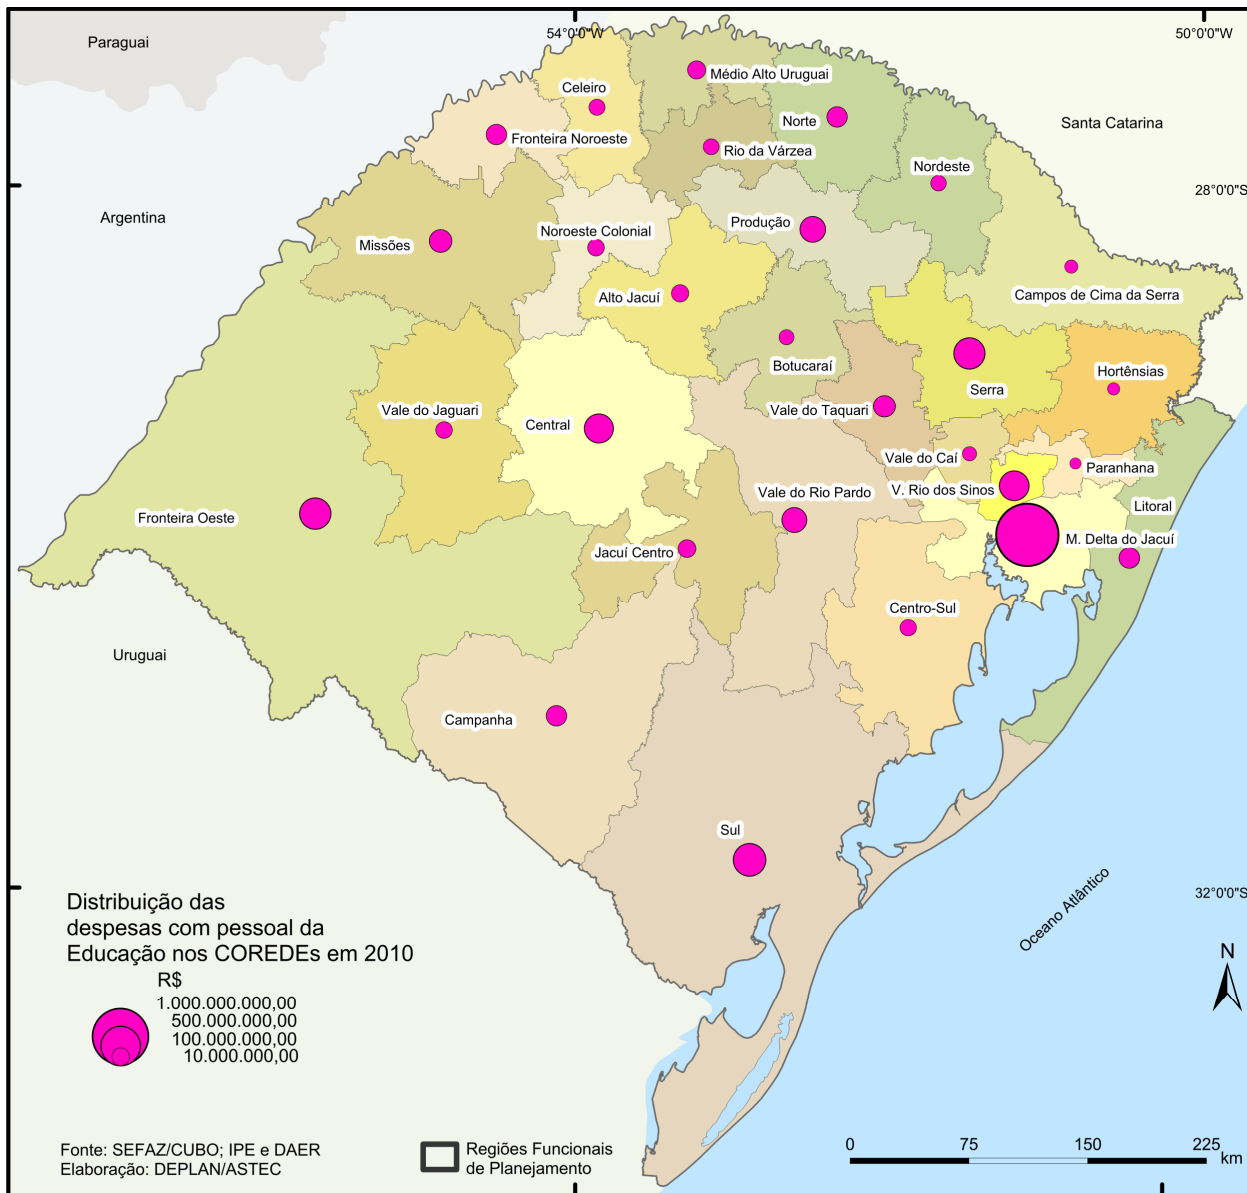 54°0'0"W
50°0'0"W
Paraguai
Médio Alto Uruguai
Celeiro
Santa Catarina
Norte
Fronteira Noroeste
Rio da Várzea
Nordeste
28°0'0"S
Argentina
Produção
Noroeste Colonial
Missões
Alto Jacuí
Campos de Cima da Serra
Botucaraí
Hortênsias
Serra
Vale do Jaguari
Vale do Taquari
Central
Vale do Caí
Paranhana
V. Rio dos Sinos
Vale do Rio Pardo
Litoral
Fronteira Oeste
M. Delta do Jacuí
Jacuí Centro
Centro-Sul
Uruguai
Campanha
Sul
32°0'0"S
Oceano Atlântico
Distribuição das
despesas com pessoal da
Educação nos COREDEs em 2010
R$
1.000.000.000,00
500.000.000,00
100.000.000,00
10.000.000,00
N
Fonte: SEFAZ/CUBO; IPE e DAER
Elaboração: DEPLAN/ASTEC
Regiões Funcionais
de Planejamento
0 75 150 225
km